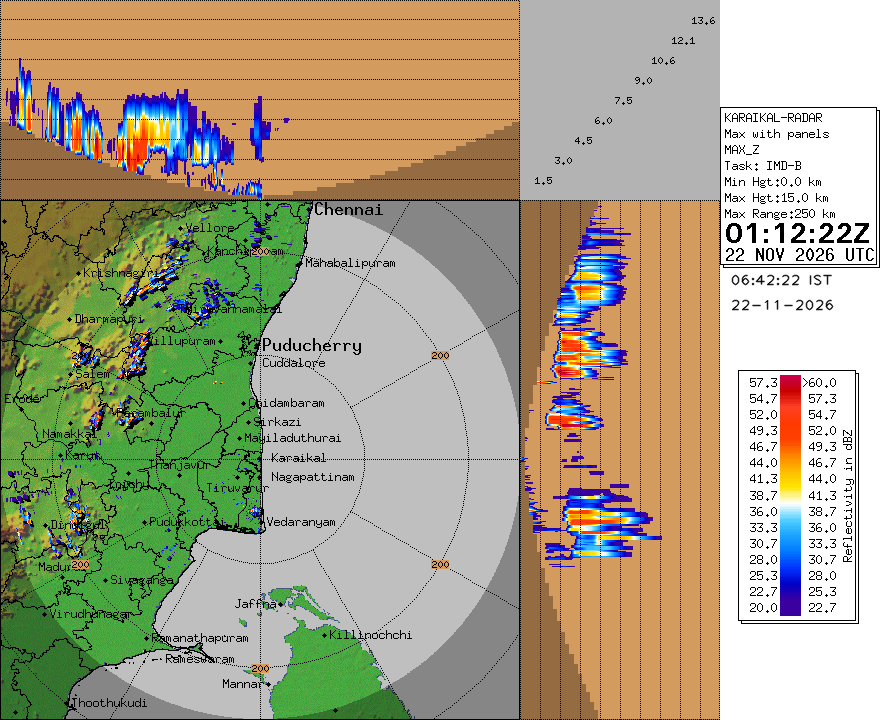 13.6
12.1
10.6
9.0
7.5
6.0
4.5
3.0
1.5
KARAIKAL-RADAR
Max with panels
MAX_Z
Task: IMD-B
Min Hgt:0.0 km
Max Hgt:15.0 km
Max Range:250 km
01:12:22Z
22 NOV 2026 UTC
06:42:22 IST
22-11-2026
Chennai
Vellore
200
Mahabalipuram
Krishnagiri
Dharmapuri
Puducherry
200
Cuddalore
Salem
Erode
Chidambaram
Perambalur
Sirkazi
Namakkal
Mayiladuthurai
Karur
Karaikal
Thanjavur
Nagapattinam
Tiruvarur
Pudukkottai
Vedaranyam
200
200
Sivaganga
Jaffna
Virudhunagar
Killinochchi
Ramanathapuram
Rameswaram
200
Mannar
Thoothukudi
57.3 >60.0
54.7 57.3
52.0 54.7
49.3 52.0
46.7 49.3
44.0 46.7
41.3 44.0
38.7 41.3
36.0 38.7
33.3 36.0
30.7 33.3
28.0 30.7
25.3 28.0
22.7 25.3
20.0 22.7
Reflectivity in dBZ